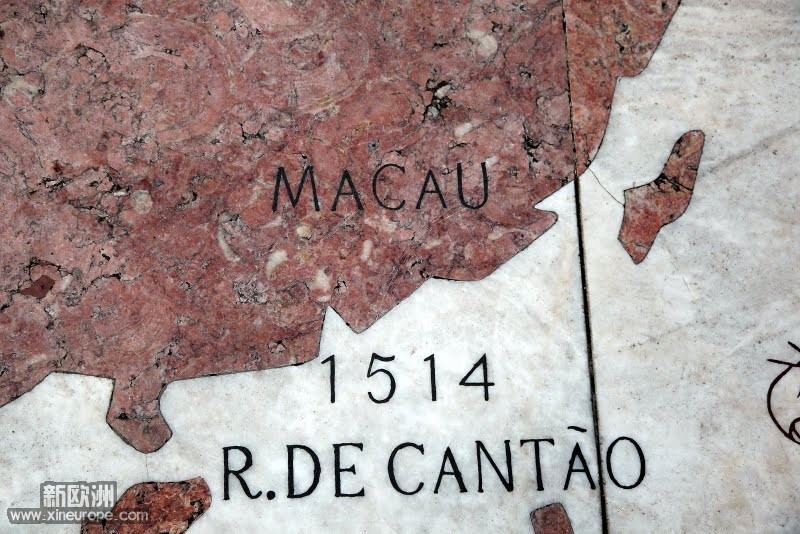 MACAU
1514
R. DE CANTÃO
新欧洲
www.xineurope.com